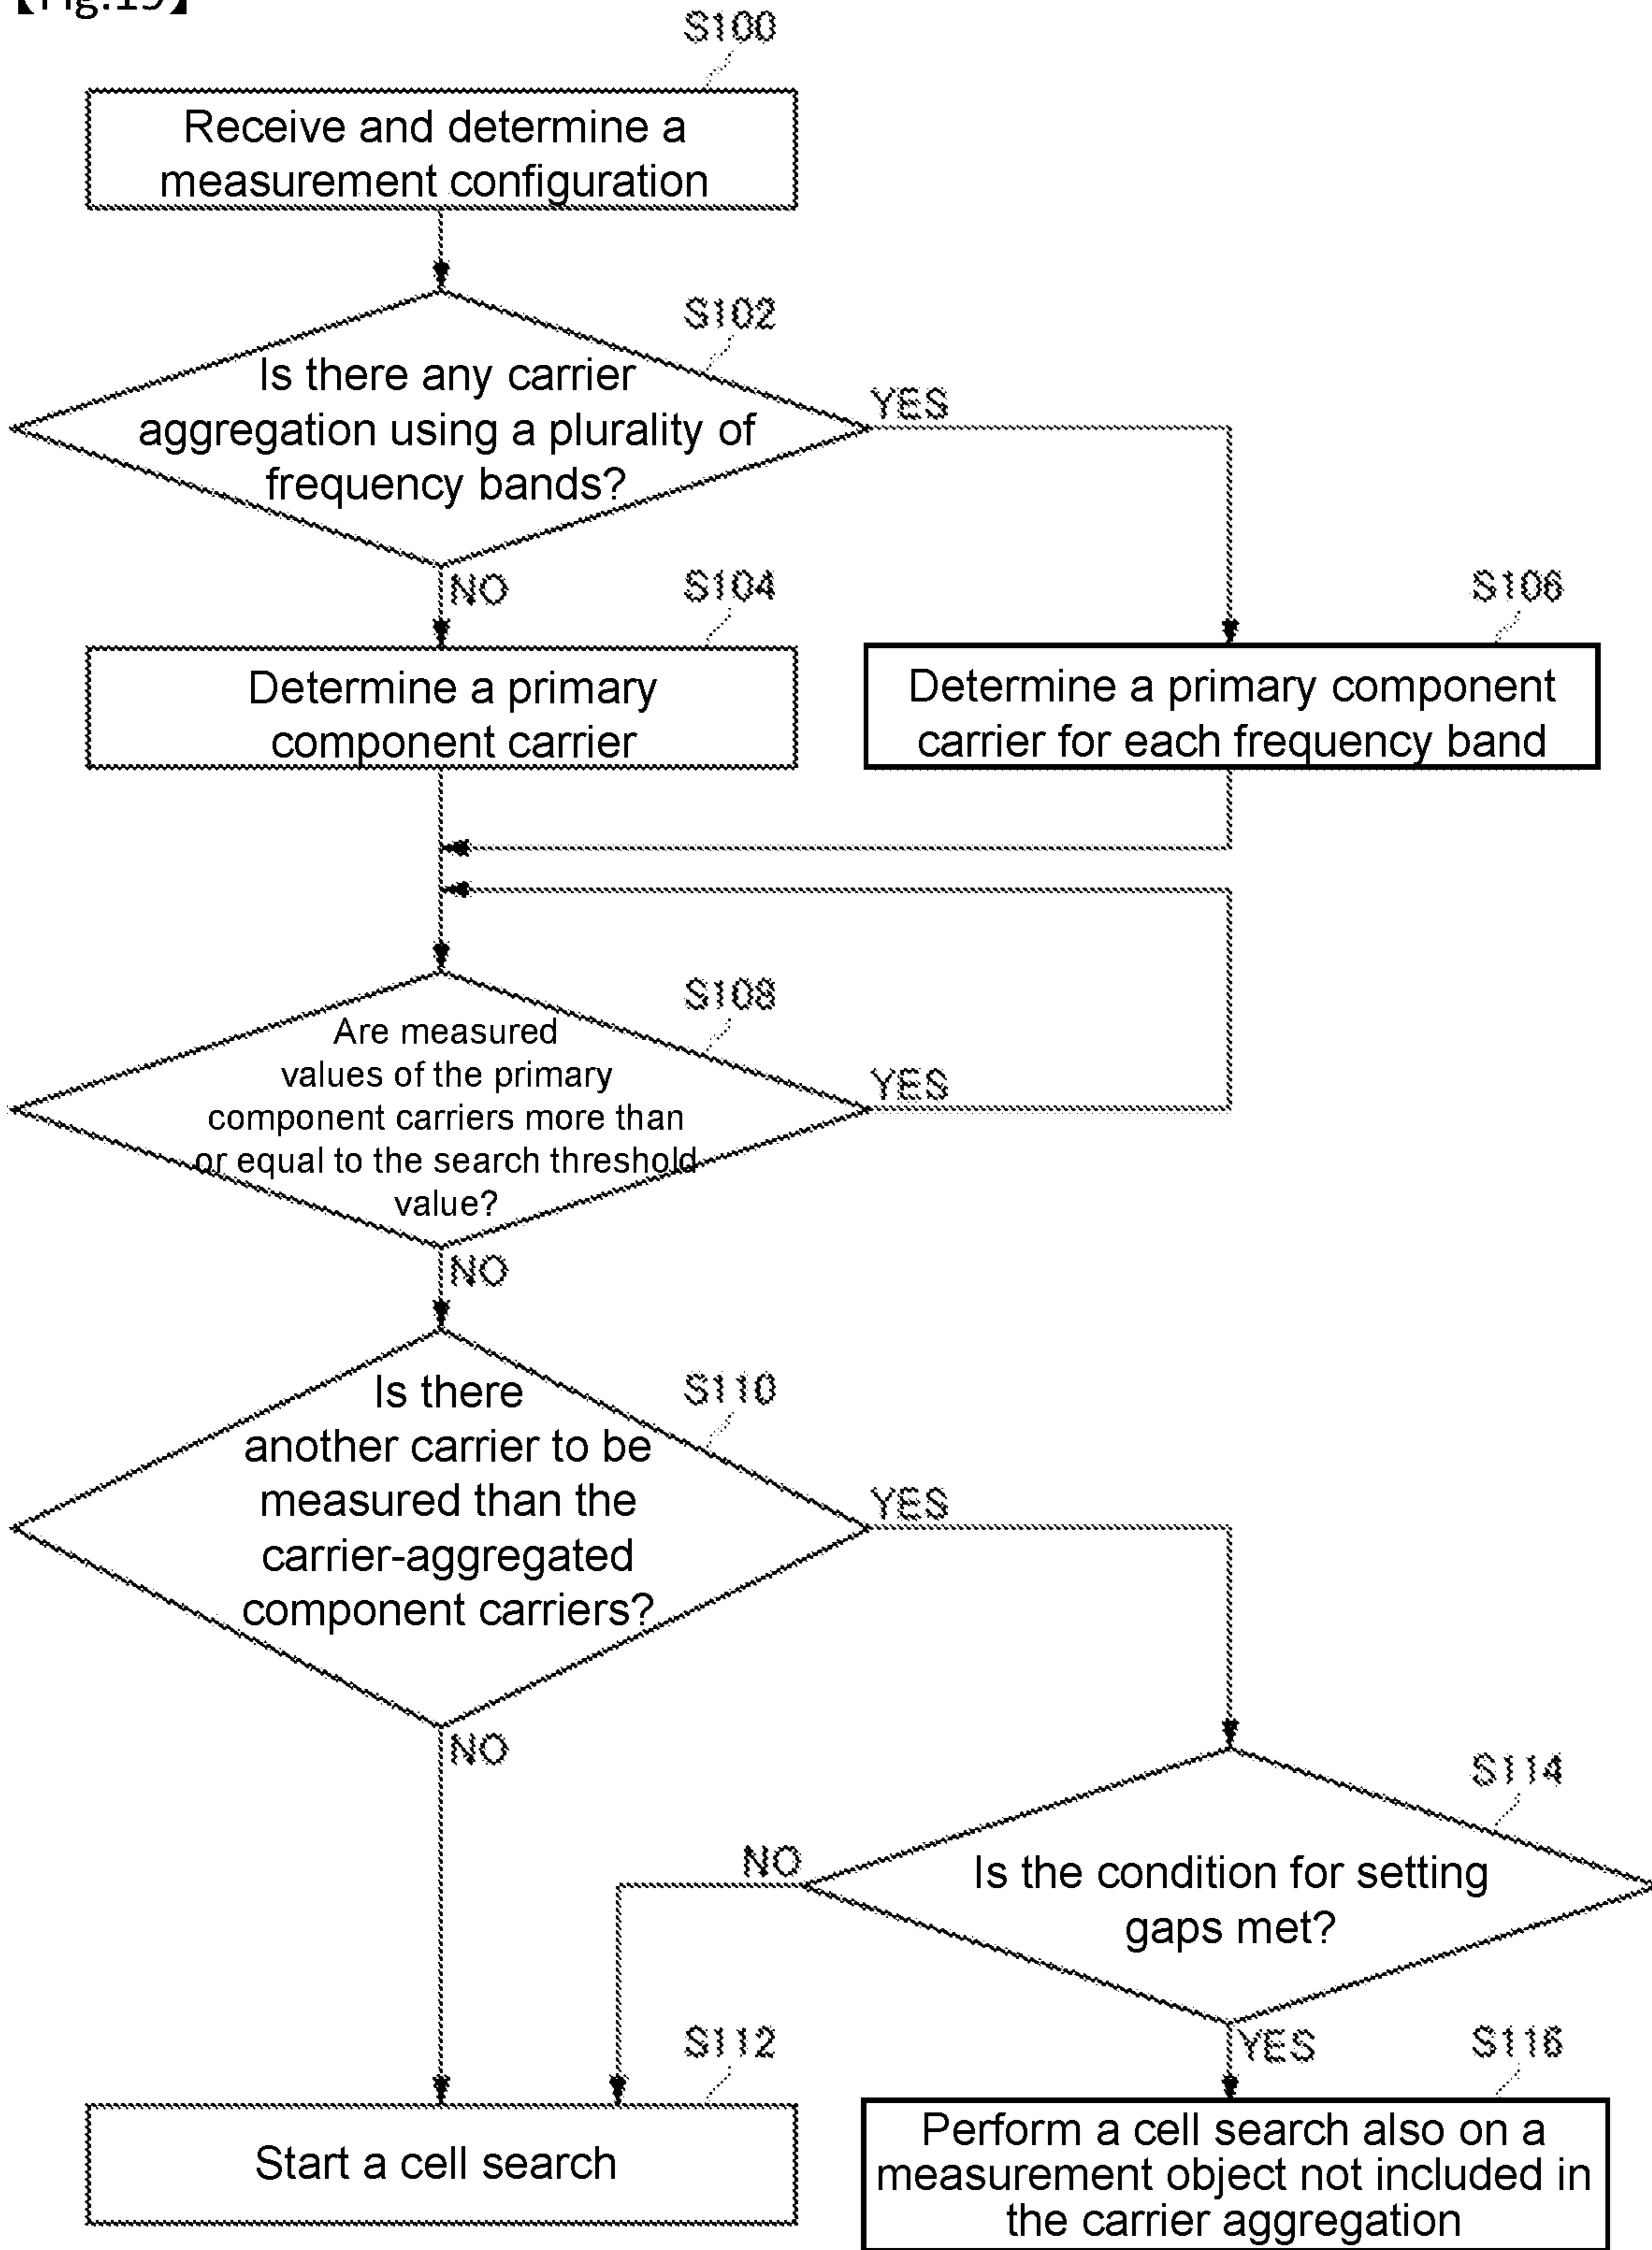 【Fig.19】
S100
Receive and determine a
measurement configuration
S102
Is there any carrier
aggregation using a plurality of
frequency bands?
YES
NO
S104
S106
Determine a primary
component carrier
Determine a primary component
carrier for each frequency band
S108
Are measured
values of the primary
component carriers more than
or equal to the search threshold
value?
YES
NO
S110
Is there
another carrier to be
measured than the
carrier-aggregated
component carriers?
YES
NO
S114
Is the condition for setting
gaps met?
NO
YES
S112
S116
Start a cell search
Perform a cell search also on a
measurement object not included in
the carrier aggregation